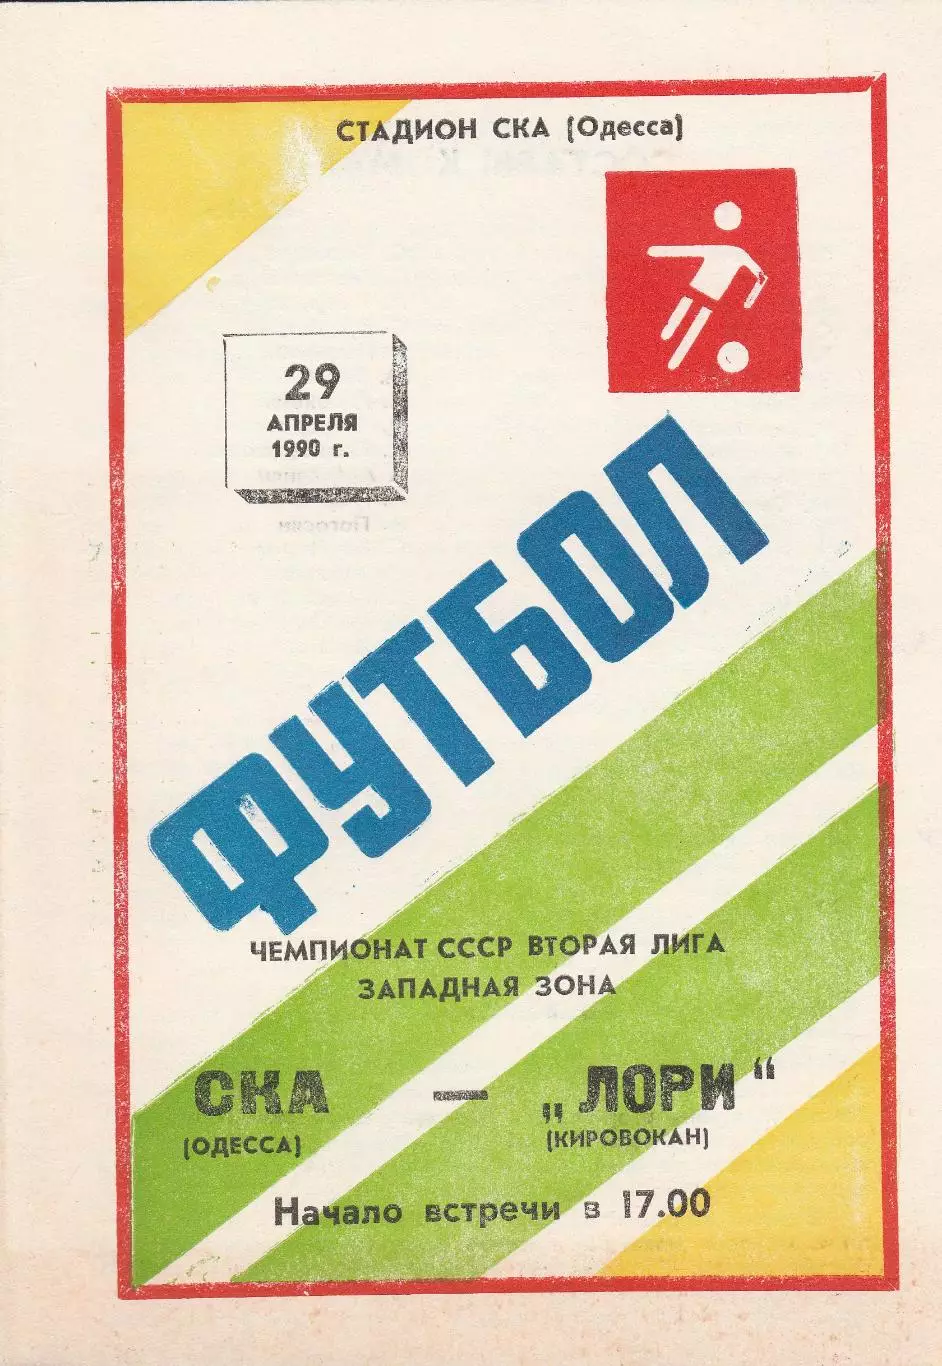 СТАДИОН СКА (Одесса)
29
АПРЕЛЯ
1990 г.
ФУТБОЛ
ЧЕМПИОНАТ СССР ВТОРАЯ ЛИГА
ЗАПАДНАЯ ЗОНА
СКА — „ЛОРИ“
(ОДЕССА) (КИРОВОКАН)
Начало встречи в 17.00